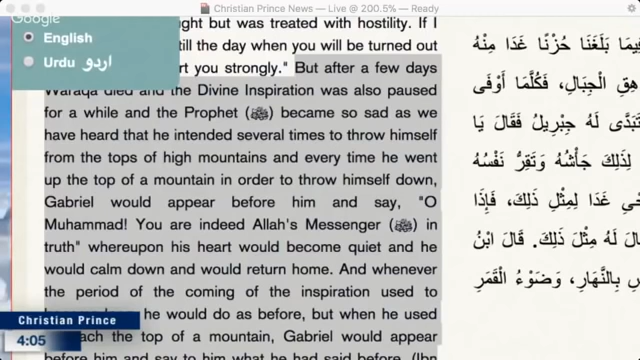 Christian Prince News — Live @ 200.5% — Ready
Google
English
Urdu اردو
ght but was treated with hostility. If I
till the day when you will be turned out
rt you strongly." But after a few days
Waraqa died and the Divine Inspiration was also paused
for a while and the Prophet (ﷺ) became so sad as we
have heard that he intended several times to throw himself
from the tops of high mountains and every time he went
up the top of a mountain in order to throw himself down,
Gabriel would appear before him and say, "O
Muhammad! You are indeed Allah's Messenger (ﷺ) in
truth" whereupon his heart would become quiet and he
would calm down and would return home. And whenever
the period of the coming of the inspiration used to
he would do as before, but when he used
ach the top of a mountain, Gabriel would appear
before him and say to him what he had said before. (Ibn
فِيمَا بَلَغَنَا حُزْنًا غَدَا مِنْهُ
هِقِ الْجِبَالِ، فَكُلَّمَا أَوْفَى
تَبَدَّى لَهُ جِبْرِيلُ فَقَالَ يَا
لِذَلِكَ جَأْشُهُ وَتَقِرُّ نَفْسُهُ
غَدَا لِمِثْلِ ذَلِكَ، فَإِذَا
لَهُ مِثْلَ ذَلِكَ. قَالَ ابْنُ
بِالنَّهَارِ، وَضَوْءُ الْقَمَرِ
Christian Prince
4:05